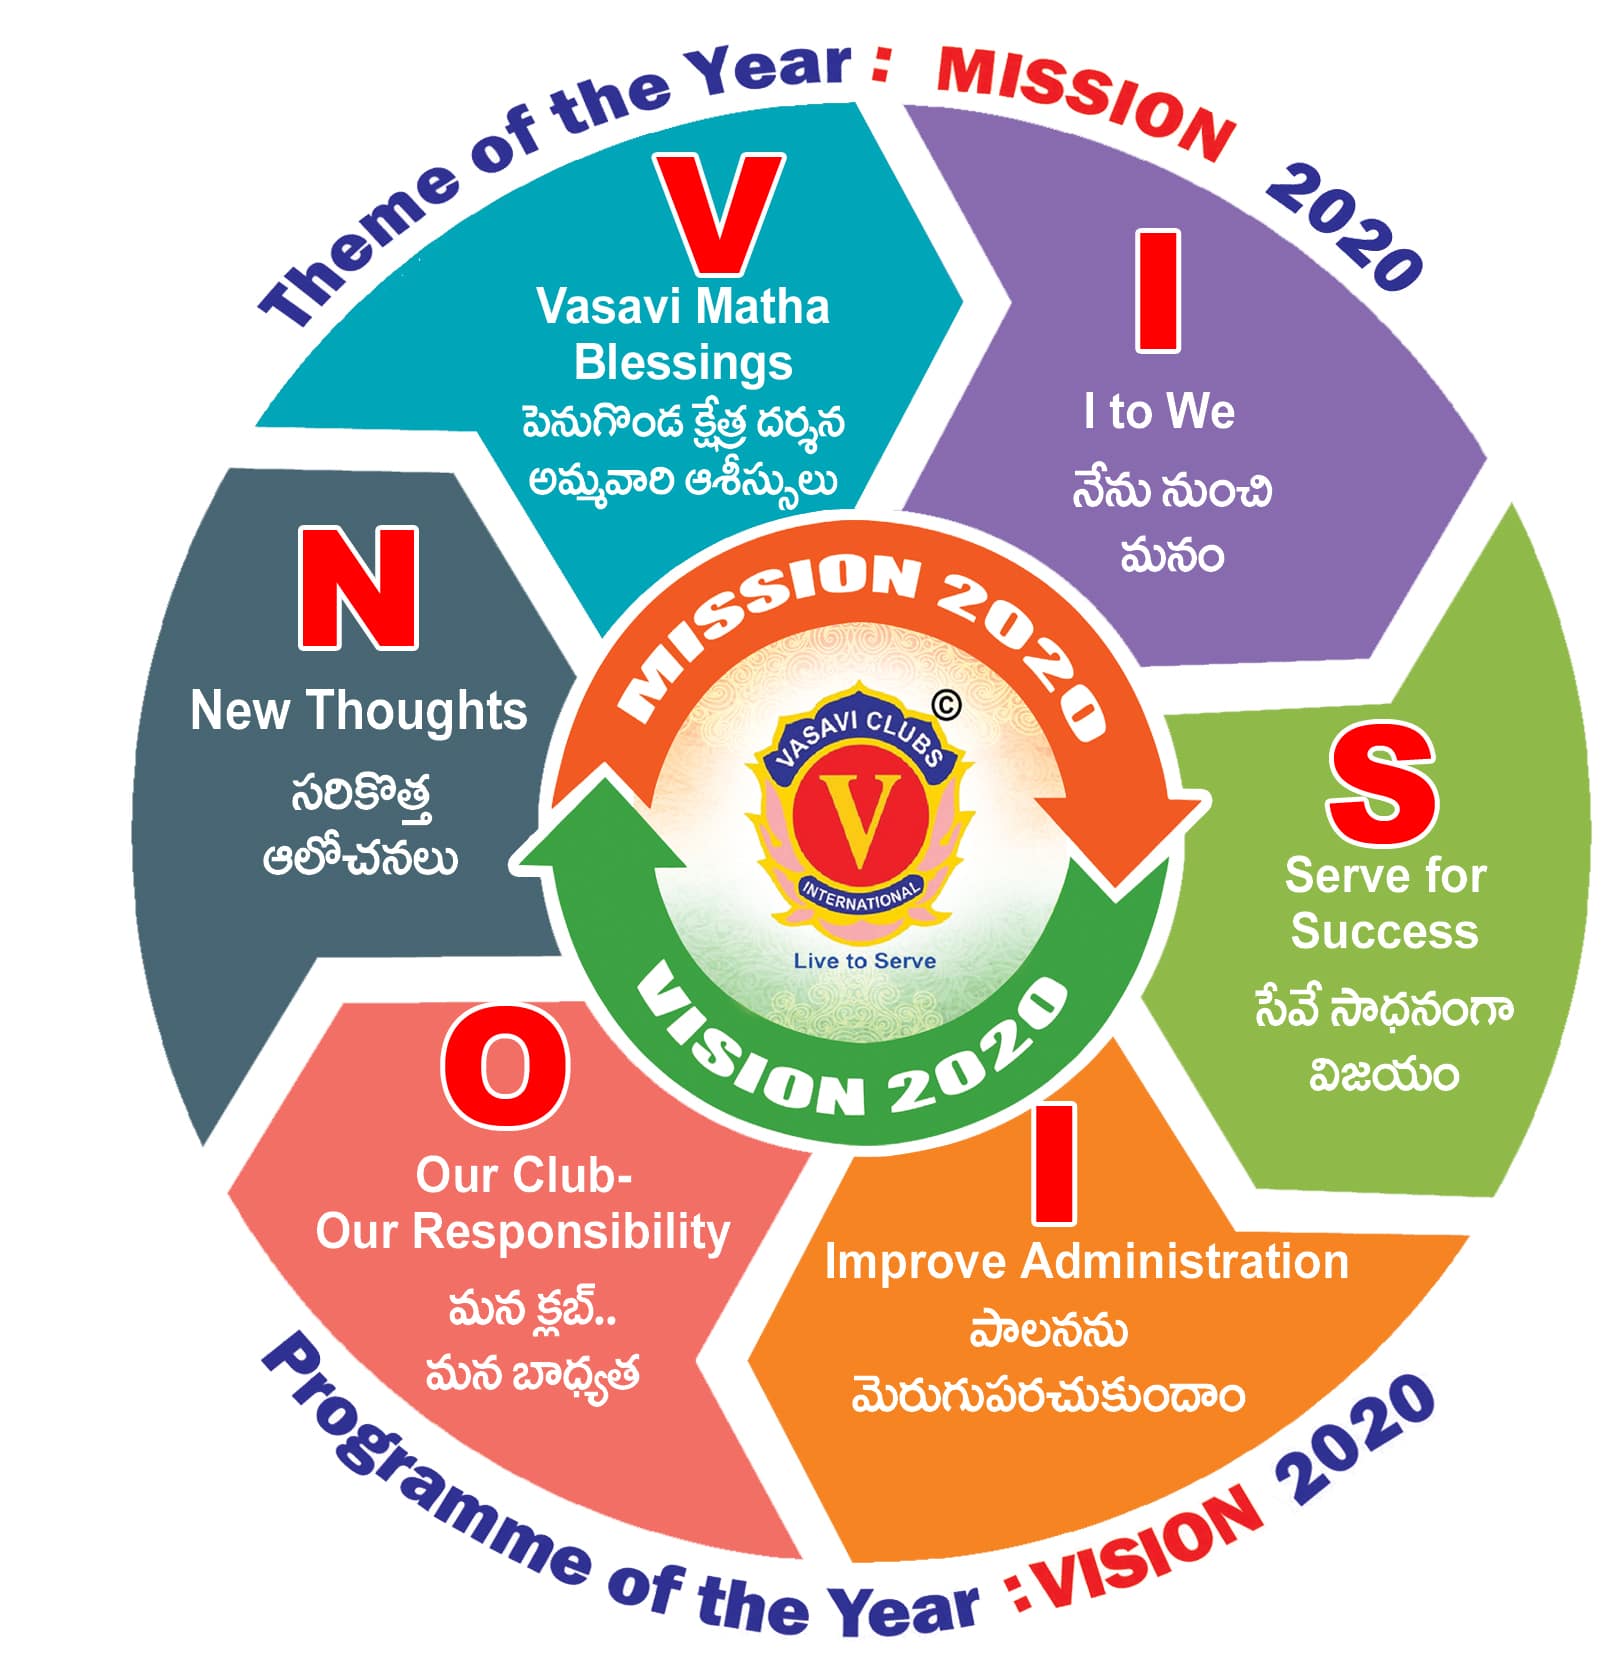 Theme of the Year : MISSION 2020
V
Vasavi Matha
Blessings
పెనుగొండ క్షేత్ర దర్శన
అమ్మవారి ఆశీస్సులు
I
I to We
నేను నుంచి
మనం
S
Serve for
Success
సేవే సాధనంగా
విజయం
I
Improve Administration
పాలనను
మెరుగుపరచుకుందాం
O
Our Club-
Our Responsibility
మన క్లబ్..
మన బాధ్యత
N
New Thoughts
సరికొత్త
ఆలోచనలు
MISSION 2020
©
VASAVI CLUBS
V
INTERNATIONAL
Live to Serve
VISION 2020
Programme of the Year :VISION 2020